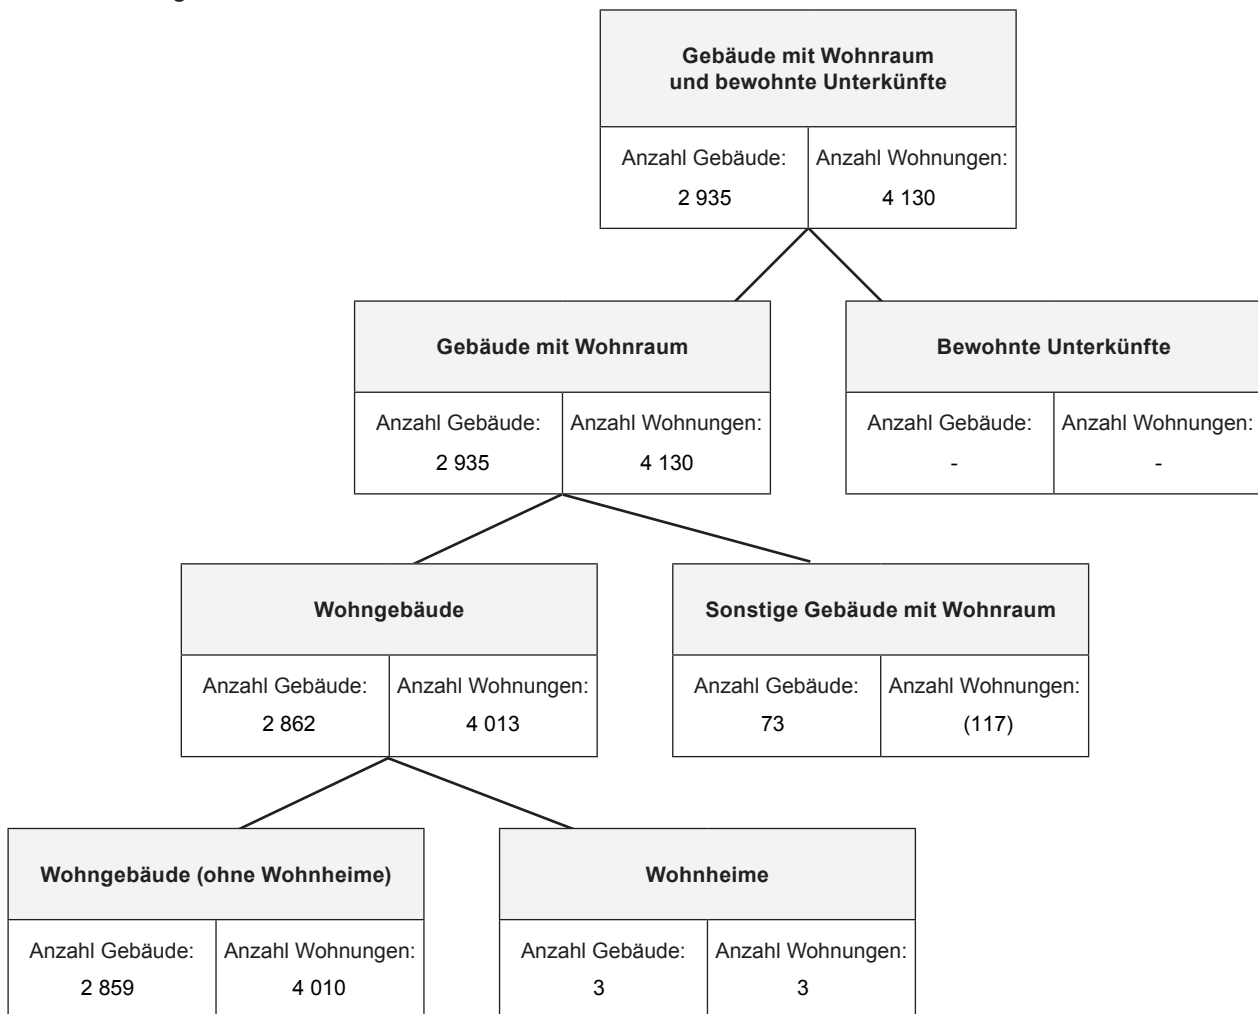 Gebäude mit Wohnraum
und bewohnte Unterkünfte
Anzahl Gebäude: Anzahl Wohnungen:
2 935 4 130
Gebäude mit Wohnraum Bewohnte Unterkünfte
Anzahl Gebäude: Anzahl Wohnungen: Anzahl Gebäude: Anzahl Wohnungen:
2 935 4 130 - -
Wohngebäude Sonstige Gebäude mit Wohnraum
Anzahl Gebäude: Anzahl Wohnungen: Anzahl Gebäude: Anzahl Wohnungen:
2 862 4 013 73 (117)
Wohngebäude (ohne Wohnheime) Wohnheime
Anzahl Gebäude: Anzahl Wohnungen: Anzahl Gebäude: Anzahl Wohnungen:
2 859 4 010 3 3